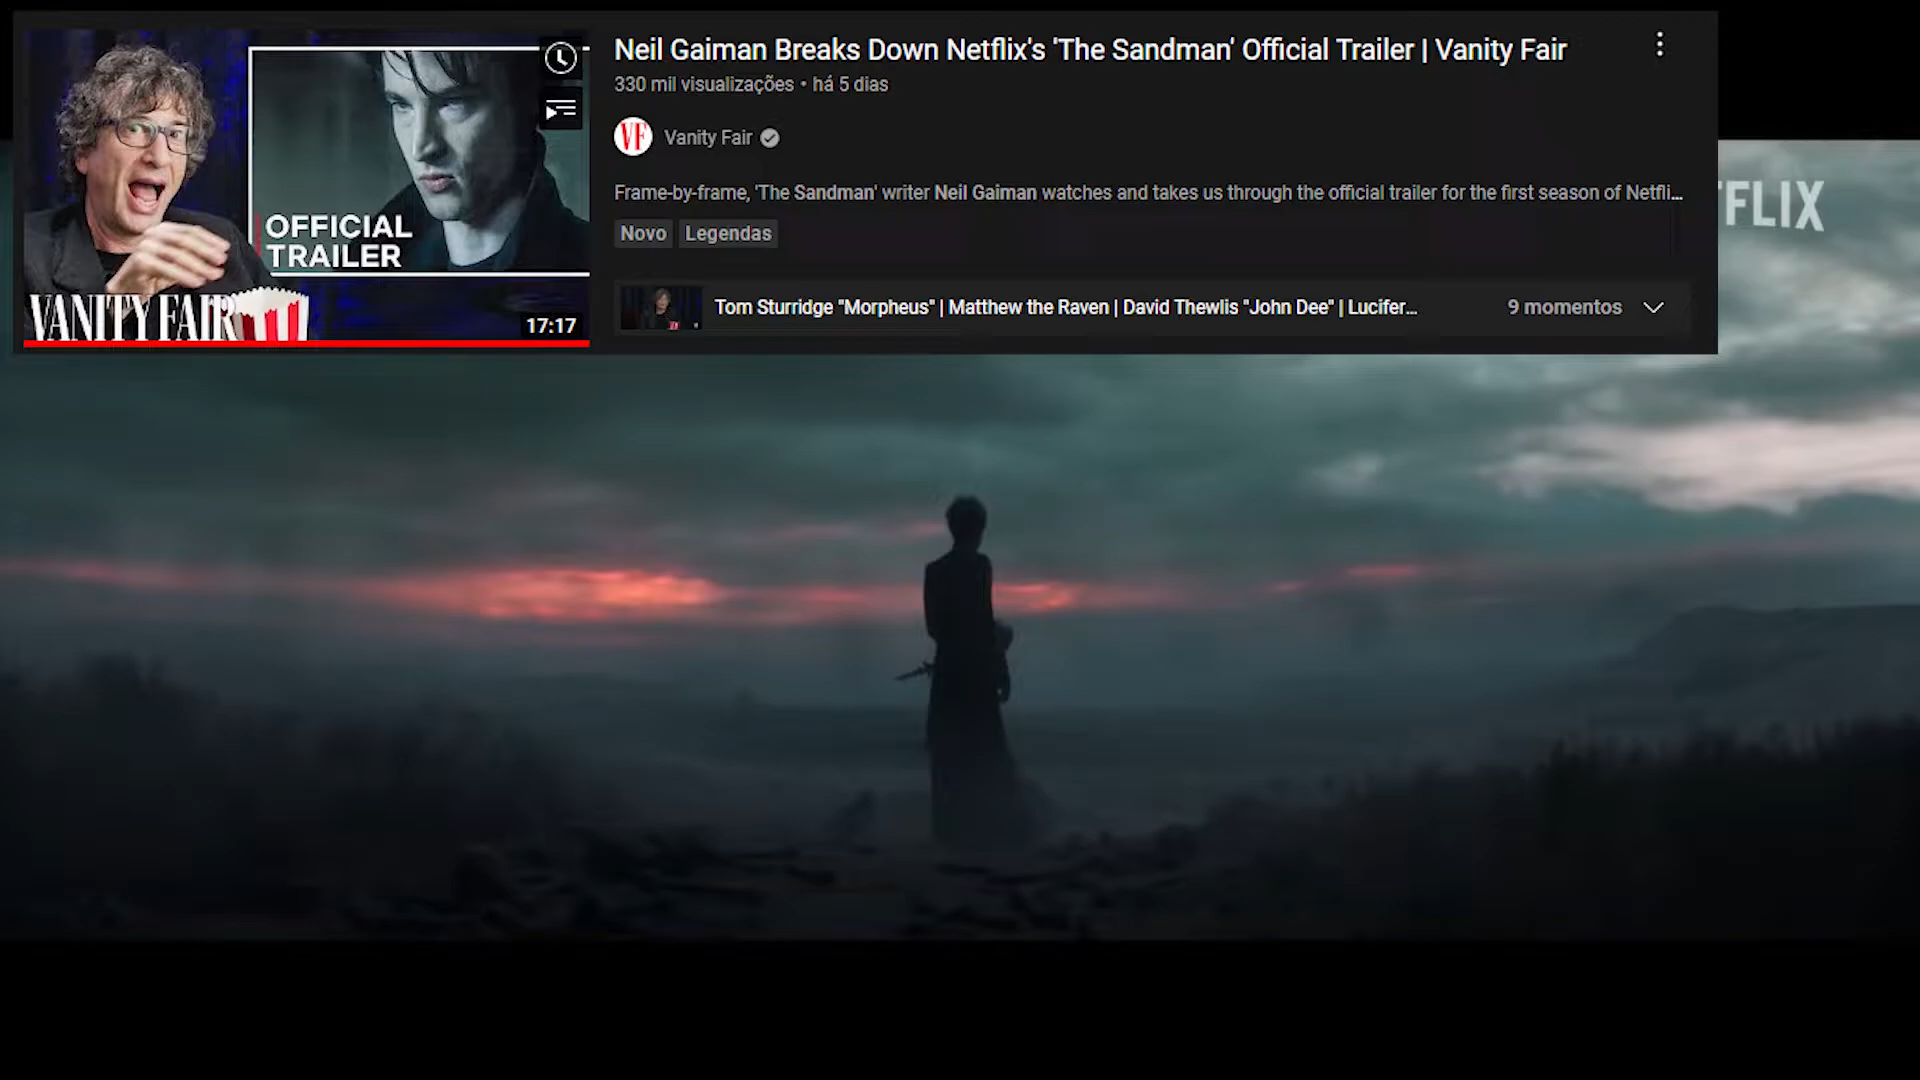 Neil Gaiman Breaks Down Netflix's 'The Sandman' Official Trailer | Vanity Fair
330 mil visualizações • há 5 dias
VF Vanity Fair
Frame-by-frame, 'The Sandman' writer Neil Gaiman watches and takes us through the official trailer for the first season of Netfli...
Novo Legendas
Tom Sturridge "Morpheus" | Matthew the Raven | David Thewlis "John Dee" | Lucifer...
9 momentos
OFFICIAL
TRAILER
VANITY FAIR
17:17
FLIX